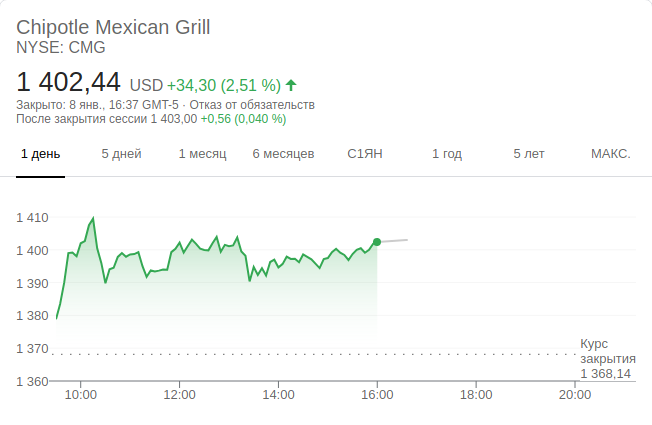 Chipotle Mexican Grill
NYSE: CMG
1 402,44 USD +34,30 (2,51 %)
Закрыто: 8 янв., 16:37 GMT-5 · Отказ от обязательств
После закрытия сессии 1 403,00 +0,56 (0,040 %)
1 день 5 дней 1 месяц 6 месяцев С1ЯН 1 год 5 лет МАКС.
1 410
1 400
1 390
1 380
1 370
1 360
Курс
закрытия
1 368,14
10:00 12:00 14:00 16:00 18:00 20:00